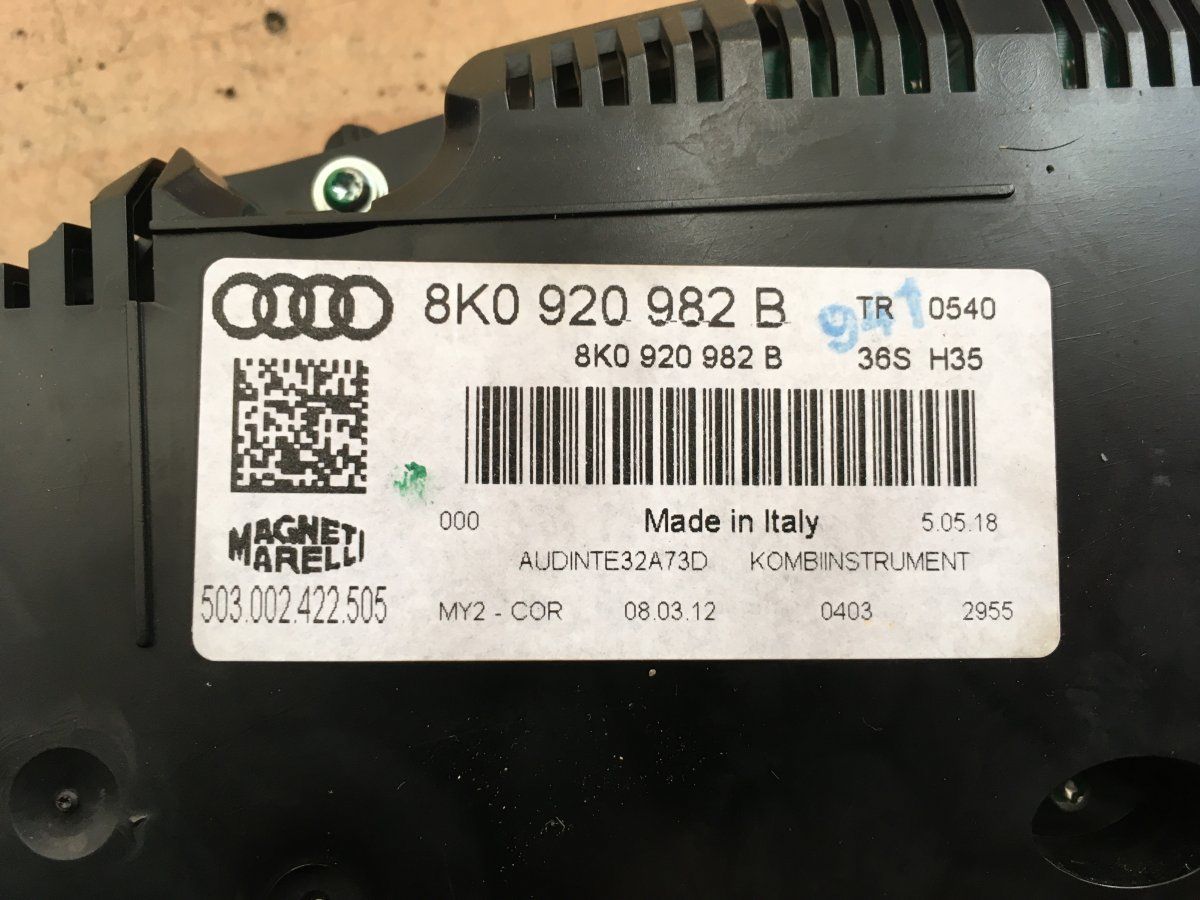 8K0 920 982 B TR 0540
8K0 920 982 B 36S H35
941
000 Made in Italy 5.05.18
MAGNETI
MARELLI
AUDINTE32A73D KOMBIINSTRUMENT
503.002.422.505 MY2 - COR 08.03.12 0403 2955